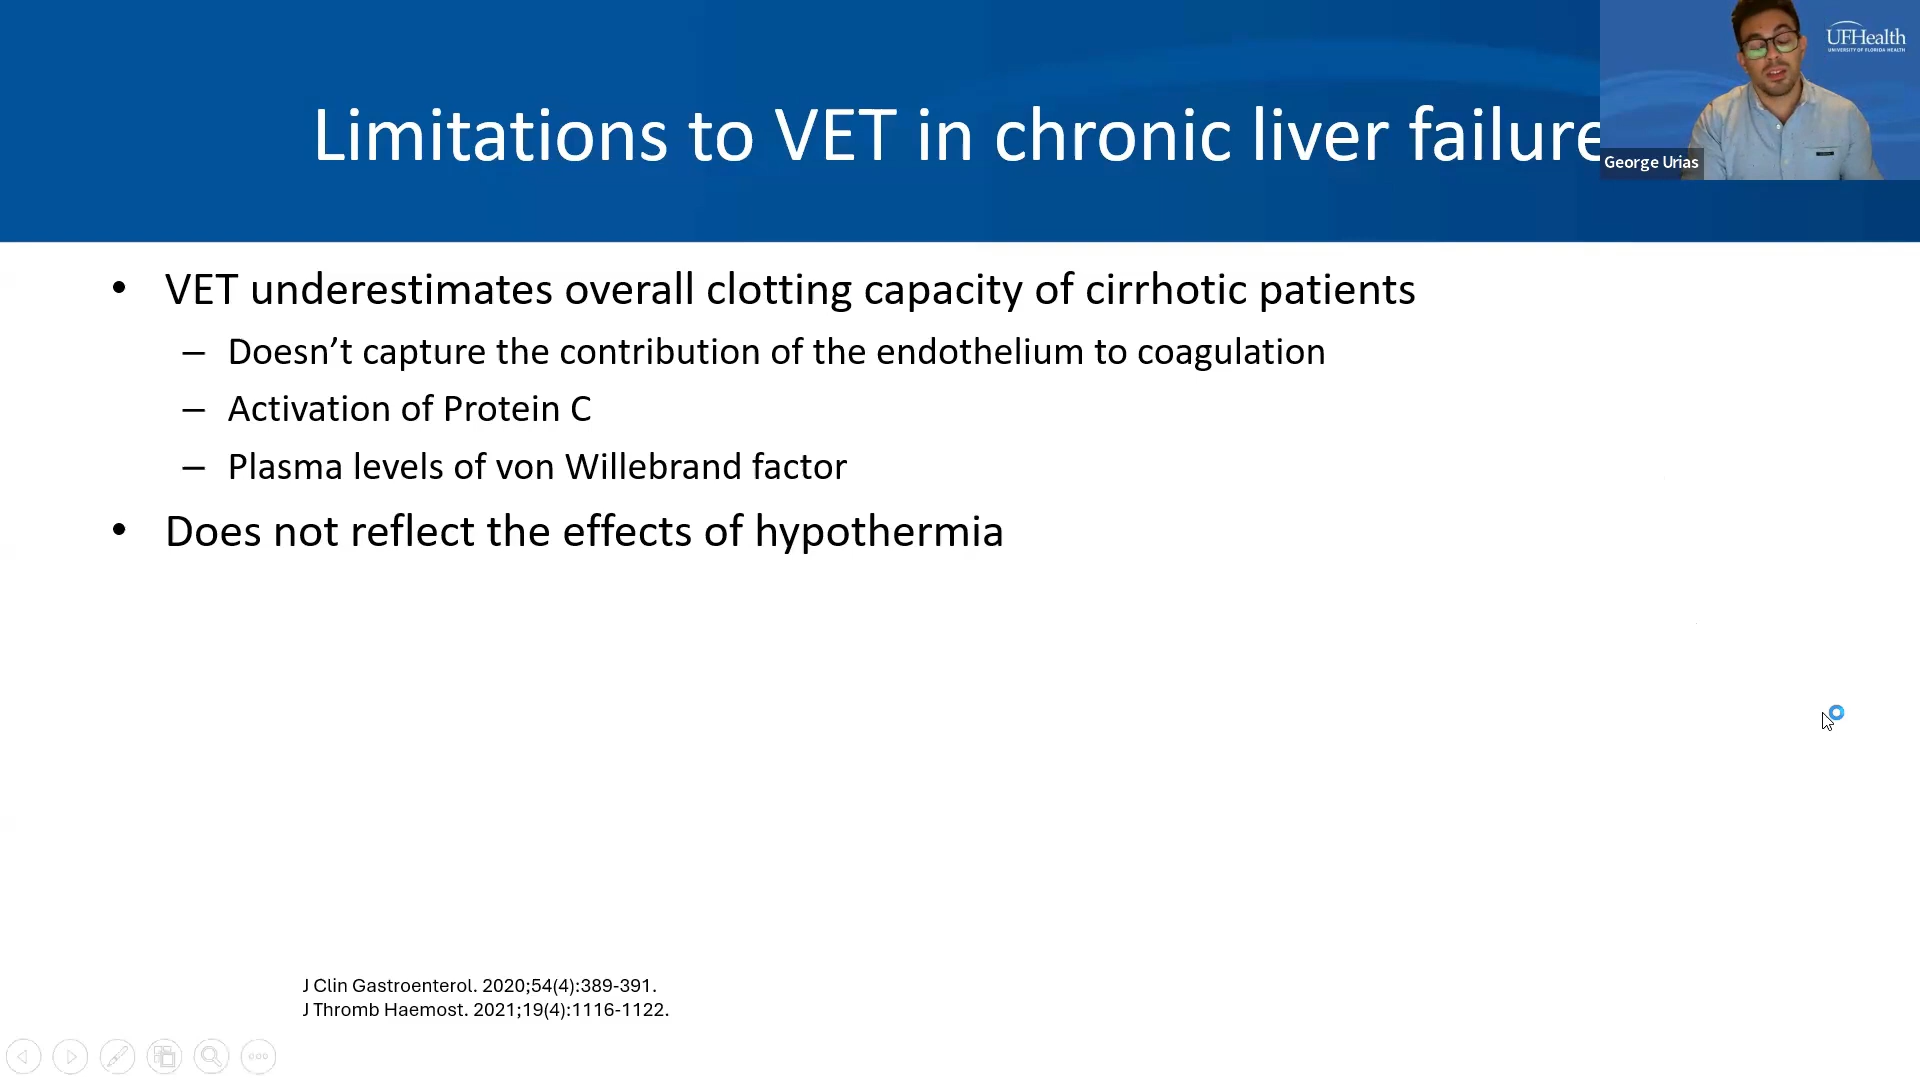 Limitations to VET in chronic liver failure
UFHealth
UNIVERSITY OF FLORIDA HEALTH
George Urias
• VET underestimates overall clotting capacity of cirrhotic patients
– Doesn’t capture the contribution of the endothelium to coagulation
– Activation of Protein C
– Plasma levels of von Willebrand factor
• Does not reflect the effects of hypothermia
J Clin Gastroenterol. 2020;54(4):389-391.
J Thromb Haemost. 2021;19(4):1116-1122.